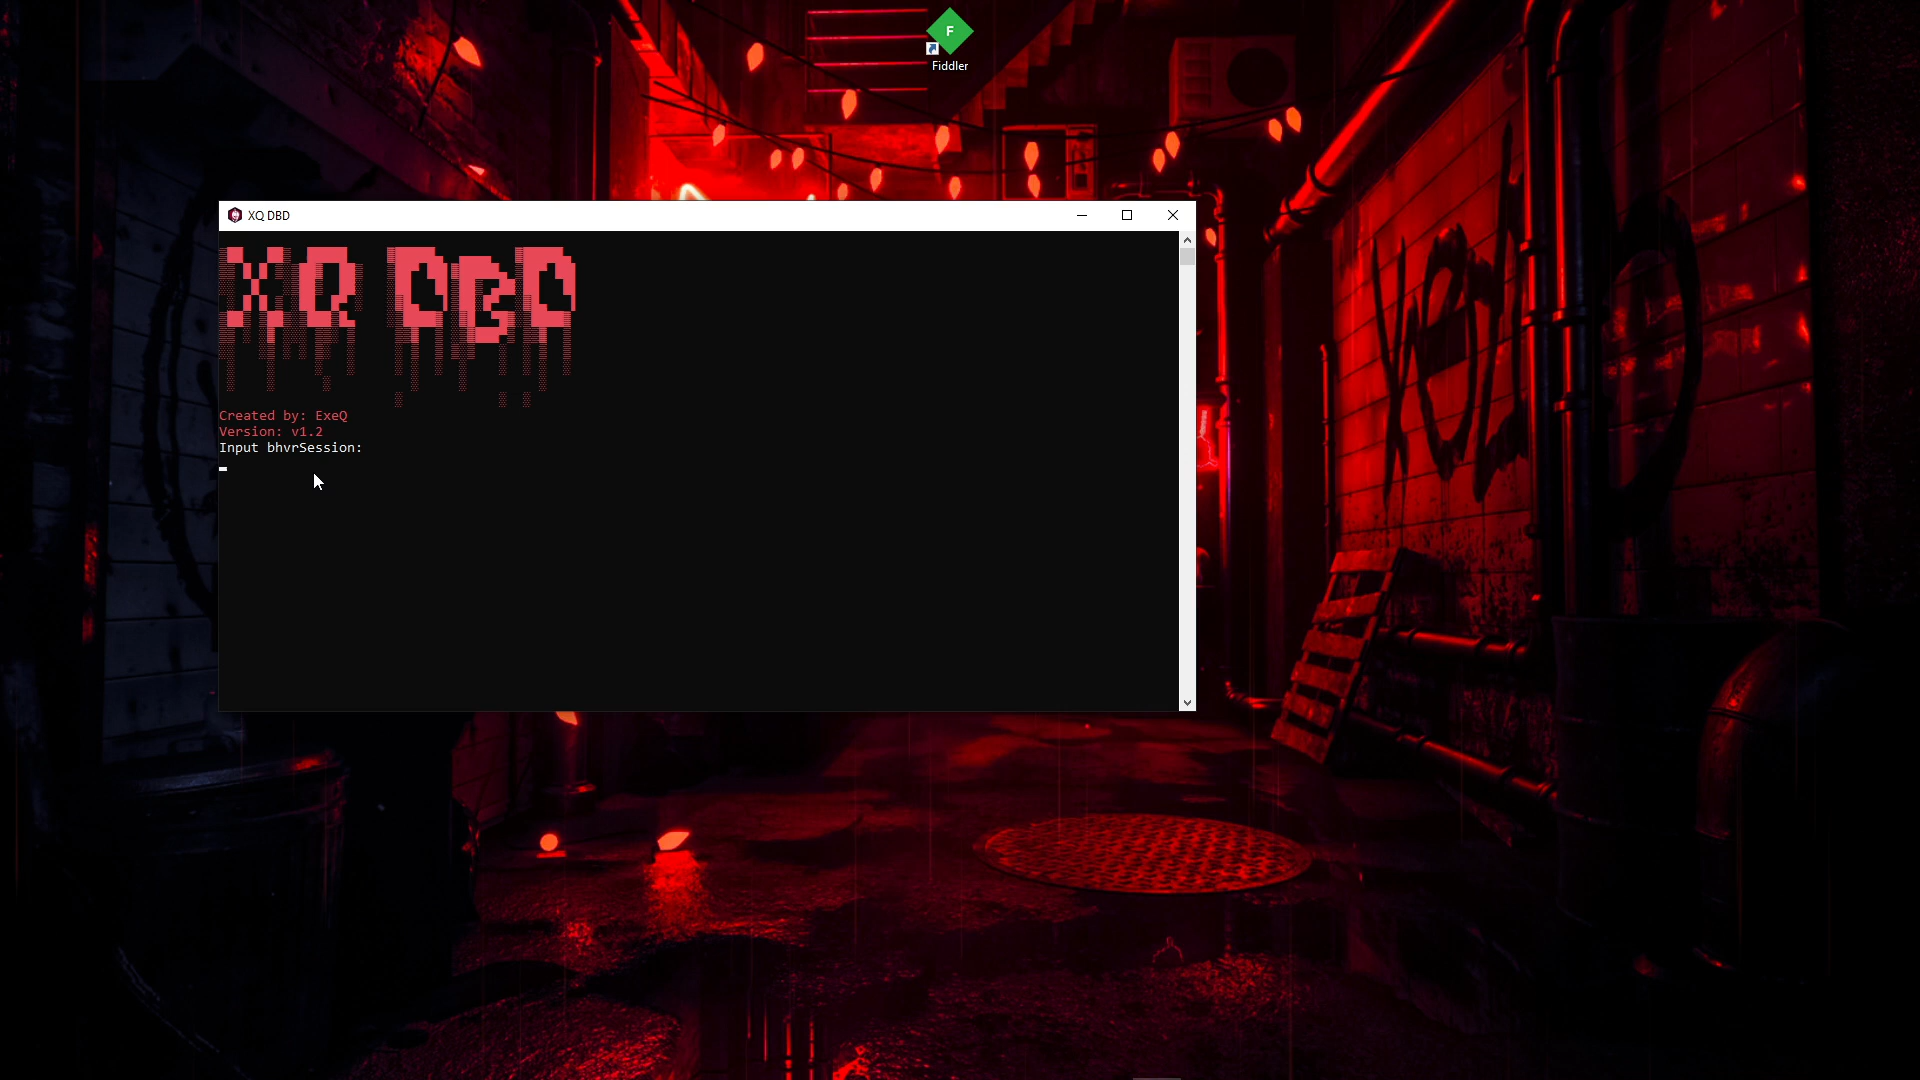 F
Fiddler
XQ DBD
XQ DBD
Created by: ExeQ
Version: v1.2
Input bhvrSession: